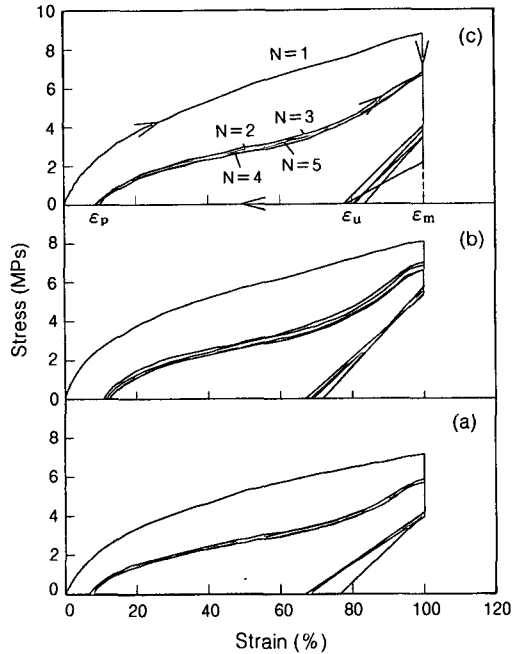 10
8
6
4
2
0
(c)
N=1
N=2
N=3
N=4
N=5
εp
εu
εm
8
6
4
2
0
(b)
Stress (MPs)
8
6
4
2
0
(a)
0 20 40 60 80 100 120
Strain (%)